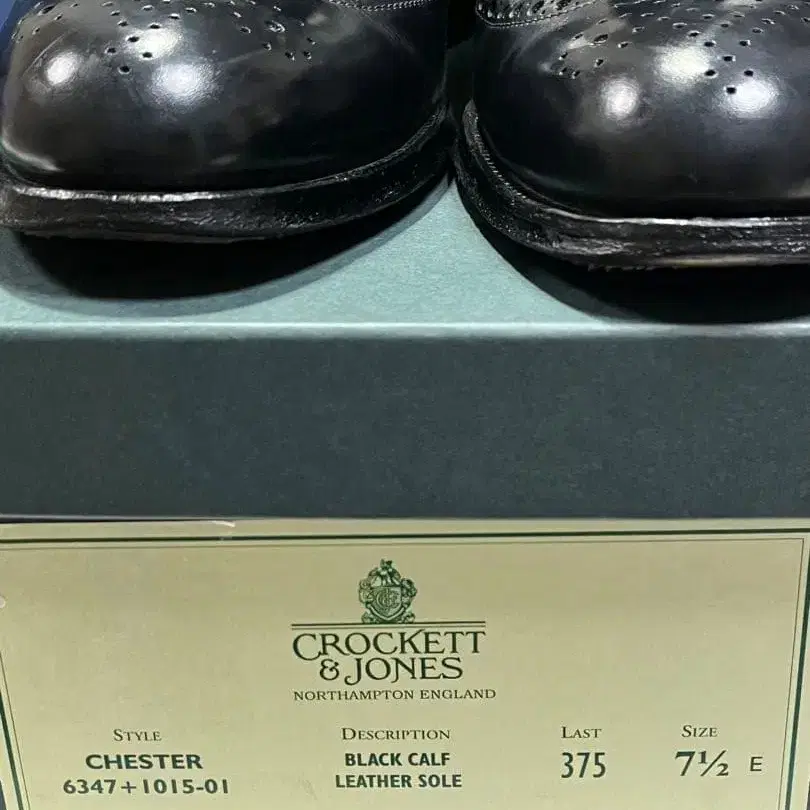 CROCKETT
& JONES
NORTHAMPTON ENGLAND
STYLE DESCRIPTION LAST SIZE
CHESTER BLACK CALF 375 7½ E
6347+1015-01 LEATHER SOLE